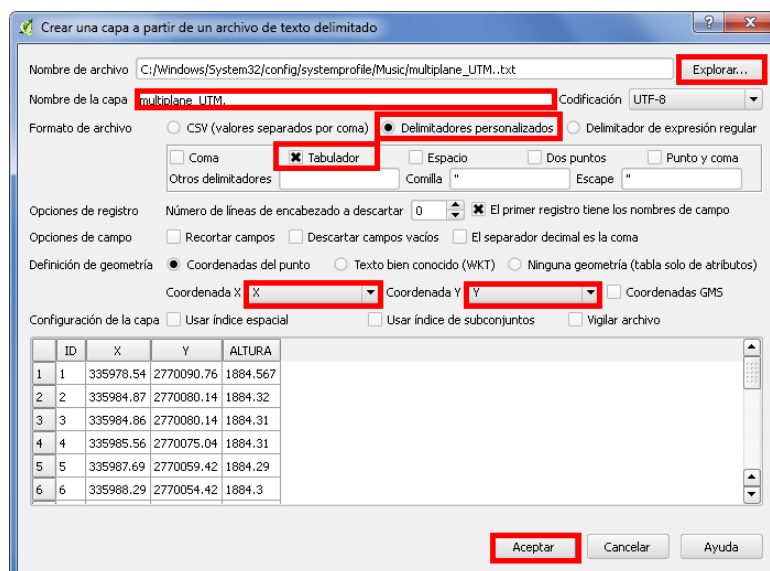 Crear una capa a partir de un archivo de texto delimitado
Nombre de archivo C:/Windows/System32/config/systemprofile/Music/multiplane_UTM..txt Explorar...
Nombre de la capa multiplane_UTM. Codificación UTF-8
Formato de archivo CSV (valores separados por coma) Delimitadores personalizados Delimitador de expresión regular
Coma Tabulador Espacio Dos puntos Punto y coma
Otros delimitadores Comilla " Escape "
Opciones de registro Número de líneas de encabezado a descartar 0 El primer registro tiene los nombres de campo
Opciones de campo Recortar campos Descartar campos vacíos El separador decimal es la coma
Definición de geometría Coordenadas del punto Texto bien conocido (WKT) Ninguna geometría (tabla solo de atributos)
Coordenada X X Coordenada Y Y Coordenadas GMS
Configuración de la capa Usar índice espacial Usar índice de subconjuntos Vigilar archivo
ID X Y ALTURA
1 1 335978.54 2770090.76 1884.567
2 2 335984.87 2770080.14 1884.32
3 3 335984.86 2770080.14 1884.31
4 4 335985.56 2770075.04 1884.31
5 5 335987.69 2770059.42 1884.29
6 6 335988.29 2770054.42 1884.3
Aceptar Cancelar Ayuda